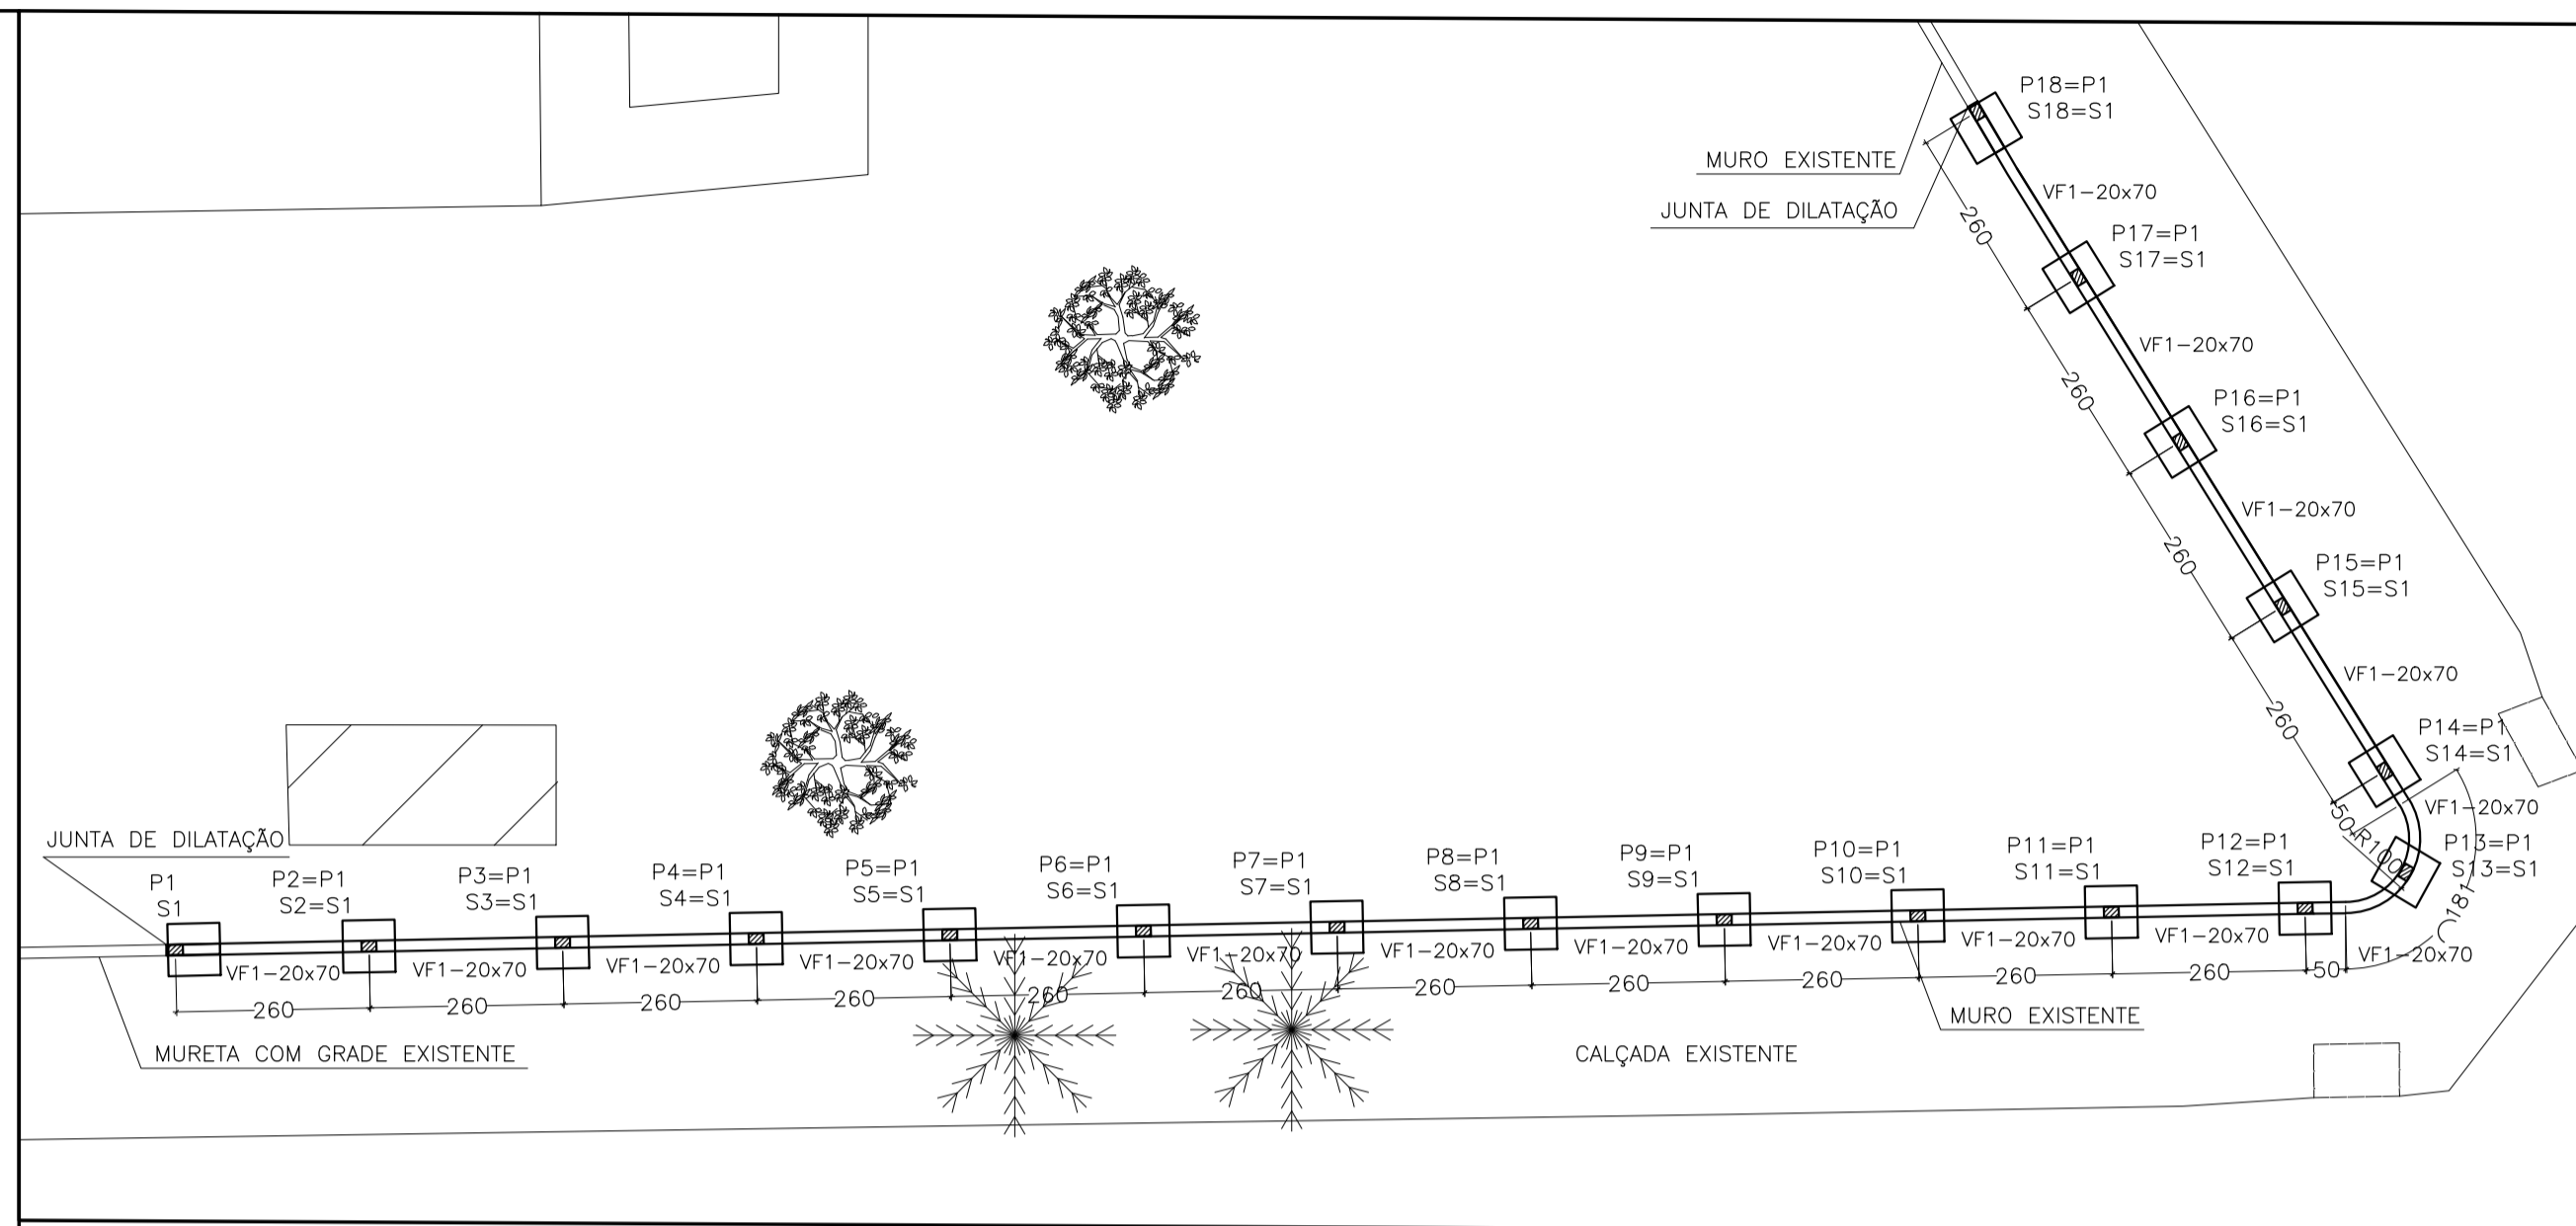 P18=P1
S18=S1
MURO EXISTENTE
JUNTA DE DILATAÇÃO
VF1-20x70
260
P17=P1
S17=S1
VF1-20x70
260
P16=P1
S16=S1
VF1-20x70
260
P15=P1
S15=S1
VF1-20x70
260
P14=P1
S14=S1
VF1-20x70
50
R100
P13=P1
S13=S1
C181
JUNTA DE DILATAÇÃO
P1
S1
P2=P1
S2=S1
P3=P1
S3=S1
P4=P1
S4=S1
P5=P1
S5=S1
P6=P1
S6=S1
P7=P1
S7=S1
P8=P1
S8=S1
P9=P1
S9=S1
P10=P1
S10=S1
P11=P1
S11=S1
P12=P1
S12=S1
VF1-20x70
VF1-20x70
VF1-20x70
VF1-20x70
VF1-20x70
VF1-20x70
VF1-20x70
VF1-20x70
VF1-20x70
VF1-20x70
VF1-20x70
VF1-20x70
260
260
260
260
260
260
260
260
260
260
260
50
MURO EXISTENTE
MURETA COM GRADE EXISTENTE
CALÇADA EXISTENTE